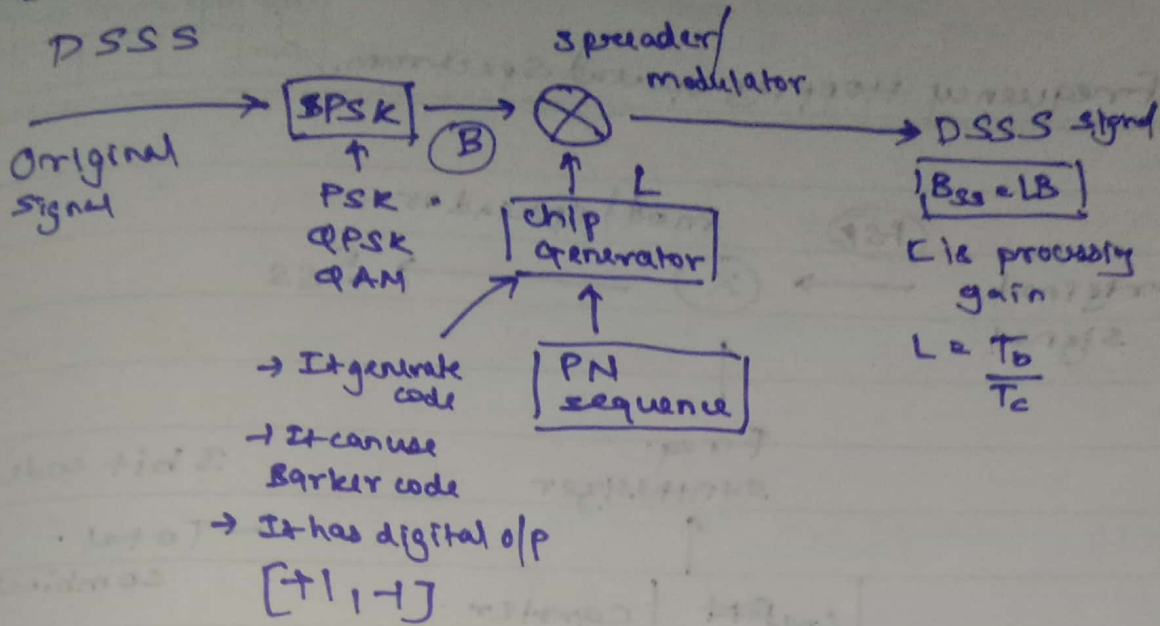 DSSS
spreader/
modulator
Original
signal
BPSK
B
DSSS signal
PSK
QPSK
QAM
L
chip
Generator
Bss = LB
L is processing
gain
L = Tb
Tc
→ It generate
code
→ It can use
Barker code
→ It has digital o/p
[+1, -1]
PN
sequence